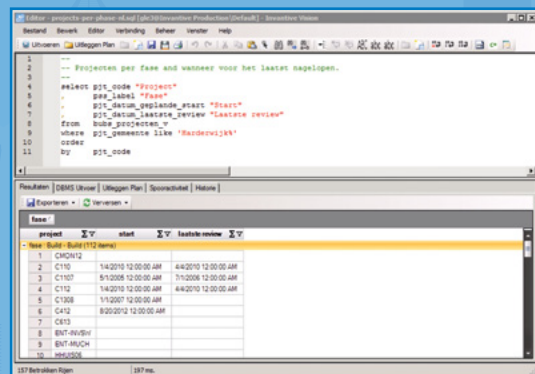 Editor - projects-per-phase-nl.sql [gle3@Invantive Production\Default] - Invantive Vision
Bestand Bewerk Editor Verbinding Beheer Venster Help
Uitvoeren Uitleggen Plan
1 --
2 -- Projecten per fase and wanneer voor het laatst nagelopen.
3 --
4 select pjt_code "Project"
5 , pss_label "Fase"
6 , pjt_datum_geplande_start "Start"
7 , pjt_datum_laatste_review "Laatste review"
8 from bubs_projecten_v
9 where pjt_gemeente like 'Harderwijk%'
10 order
11 by pjt_code
Resultaten DBMS Uitvoer Uitleggen Plan Spooractiviteit Historie
Exporteren Verversen
fase
project start laatste review
fase : Build - Build (112 items)
1 CMON12
2 C110 1/4/2010 12:00:00 AM 4/4/2010 12:00:00 AM
3 C1107 5/1/2005 12:00:00 AM 7/1/2006 12:00:00 AM
4 C112 1/4/2010 12:00:00 AM 4/4/2010 12:00:00 AM
5 C1308 1/1/2007 12:00:00 AM
6 C412 8/20/2012 12:00:00 AM
7 C613
8 ENT-INVSW
9 ENT-MUCH
10 HHUIS06
157 Betrokken Rijen 197 ms.